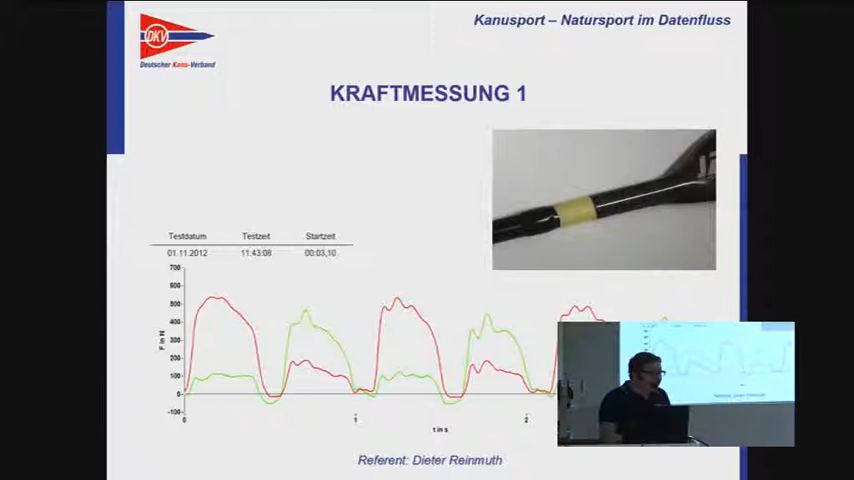 Kanusport – Natursport im Datenfluss
DKV
Deutscher Kanu-Verband
KRAFTMESSUNG 1
Testdatum Testzeit Startzeit
01.11.2012 11:43:08 00:03,10
700
600
500
400
300
200
100
0
-100
F in N
0 1 2
t in s
Referent: Dieter Reinmuth